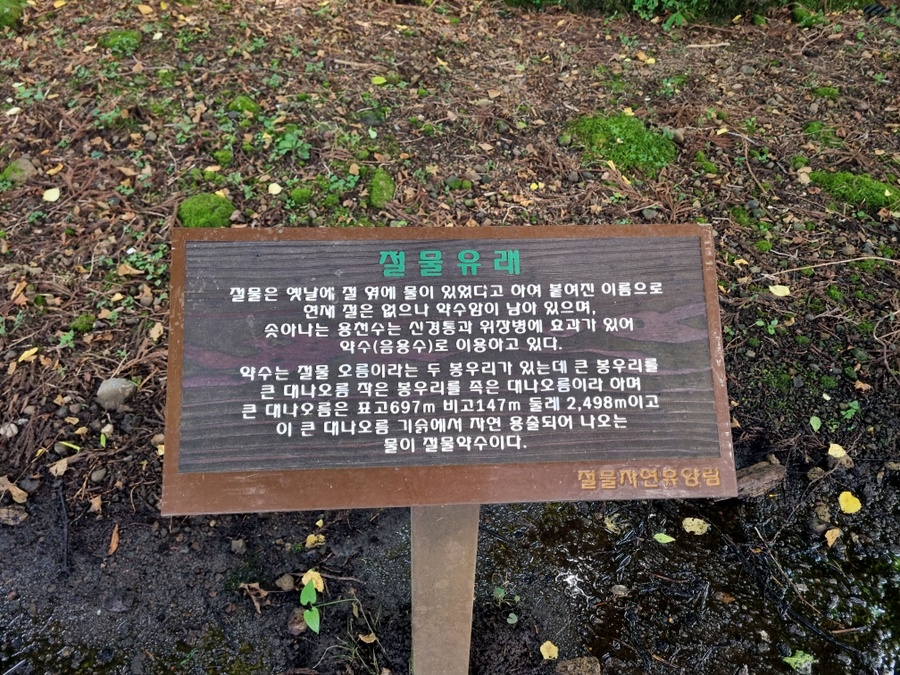 절물유래
절물은 옛날에 절 옆에 물이 있었다고 하여 붙여진 이름으로
현재 절은 없으나 약수암이 남아 있으며,
솟아나는 용천수는 신경통과 위장병에 효과가 있어
약수(음용수)로 이용하고 있다.
약수는 절물 오름이라는 두 봉우리가 있는데 큰 봉우리를
큰 대나오름 작은 봉우리를 족은 대나오름이라 하며
큰 대나오름은 표고697m 비고147m 둘레 2,498m이고
이 큰 대나오름 기슭에서 자연 용출되어 나오는
물이 절물약수이다.
절물자연휴양림